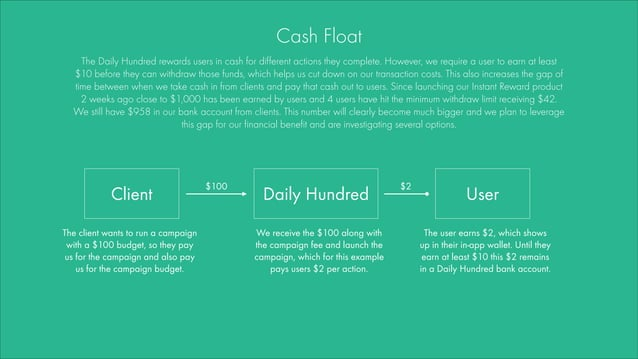 Cash Float
The Daily Hundred rewards users in cash for different actions they complete. However, we require a user to earn at least
$10 before they can withdraw those funds, which helps us cut down on our transaction costs. This also increases the gap of
time between when we take cash in from clients and pay that cash out to users. Since launching our Instant Reward product
2 weeks ago close to $1,000 has been earned by users and 4 users have hit the minimum withdraw limit receiving $42.
We still have $958 in our bank account from clients. This number will clearly become much bigger and we plan to leverage
this gap for our financial benefit and are investigating several options.
Client
$100
Daily Hundred
$2
User
The client wants to run a campaign
with a $100 budget, so they pay
us for the campaign and also pay
us for the campaign budget.
We receive the $100 along with
the campaign fee and launch the
campaign, which for this example
pays users $2 per action.
The user earns $2, which shows
up in their in-app wallet. Until they
earn at least $10 this $2 remains
in a Daily Hundred bank account.